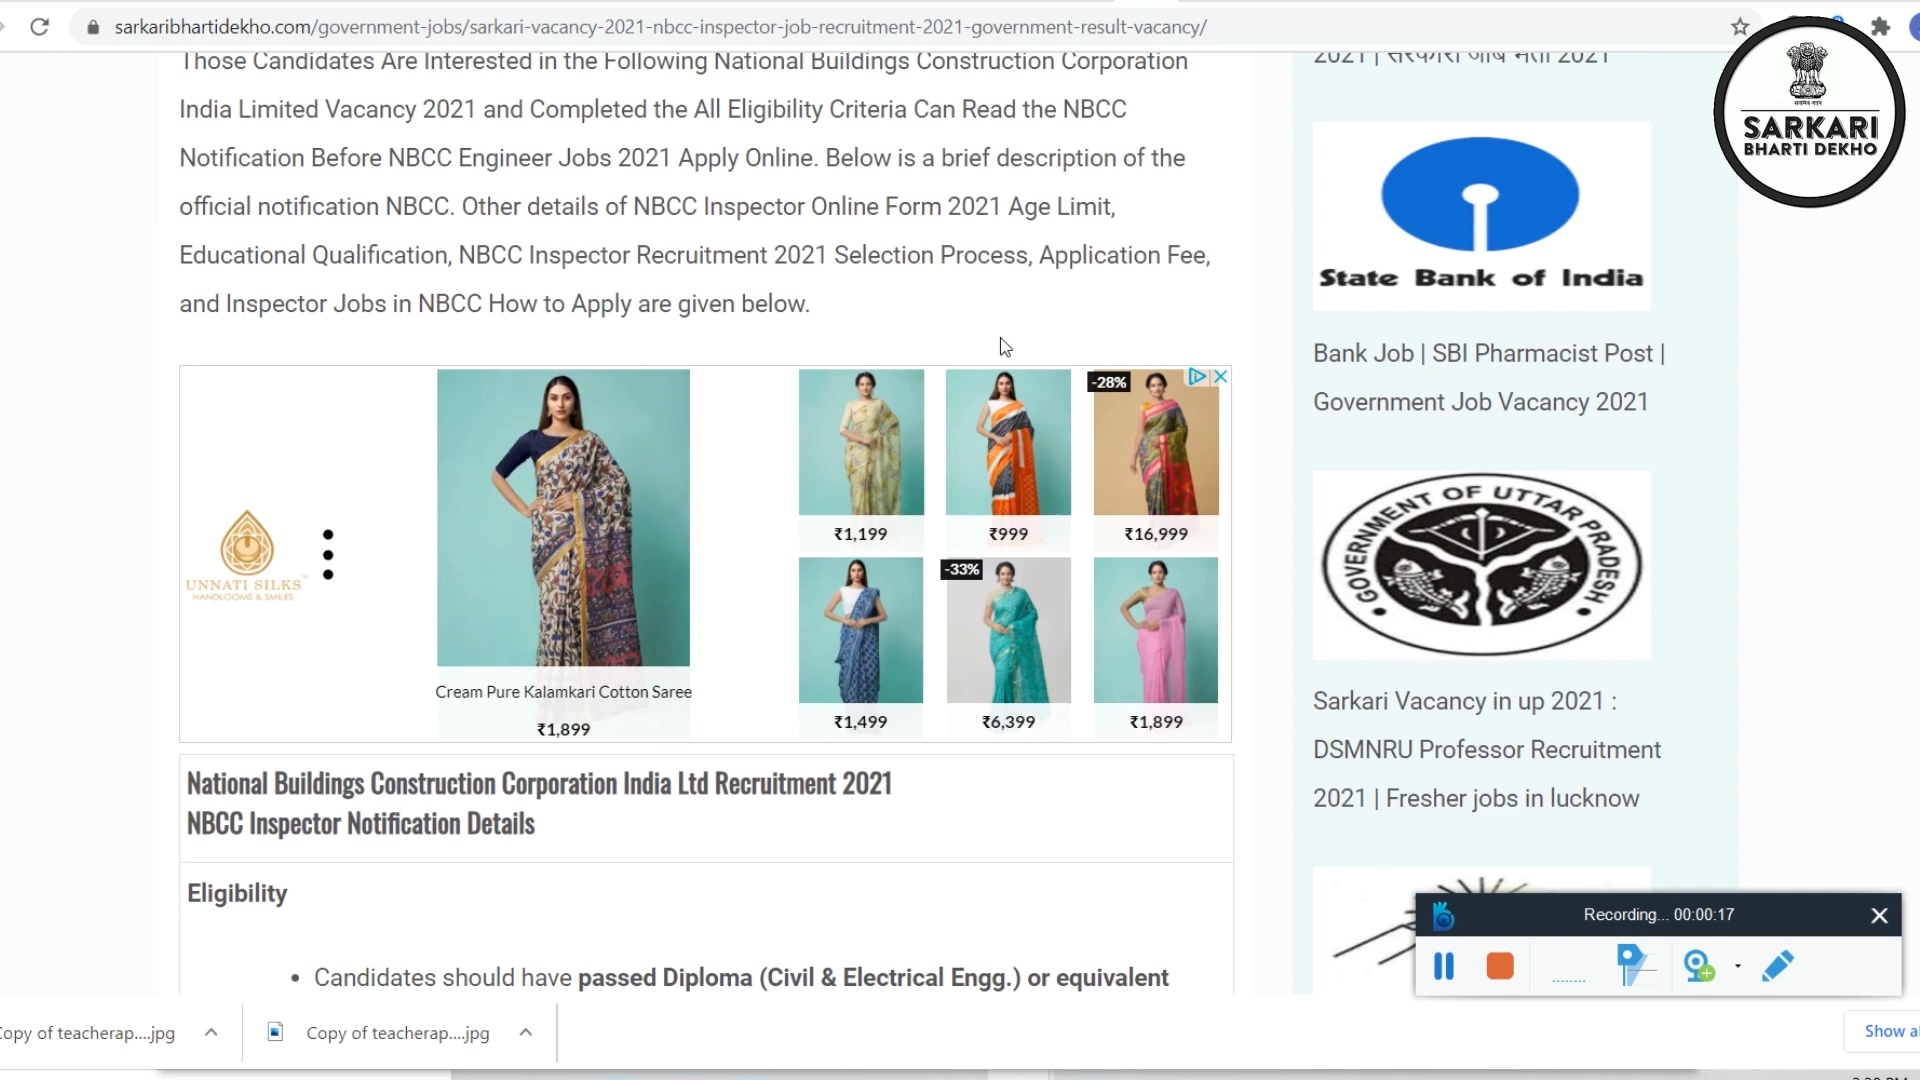 sarkaribhartidekho.com/government-jobs/sarkari-vacancy-2021-nbcc-inspector-job-recruitment-2021-government-result-vacancy/
Those Candidates Are Interested in the Following National Buildings Construction Corporation
India Limited Vacancy 2021 and Completed the All Eligibility Criteria Can Read the NBCC
Notification Before NBCC Engineer Jobs 2021 Apply Online. Below is a brief description of the
official notification NBCC. Other details of NBCC Inspector Online Form 2021 Age Limit,
Educational Qualification, NBCC Inspector Recruitment 2021 Selection Process, Application Fee,
and Inspector Jobs in NBCC How to Apply are given below.
UNNATI SILKS
HANDLOOMS & SMILES
Cream Pure Kalamkari Cotton Saree
₹1,899
₹1,199
₹999
-28%
₹16,999
₹1,499
-33%
₹6,399
₹1,899
National Buildings Construction Corporation India Ltd Recruitment 2021
NBCC Inspector Notification Details
Eligibility
• Candidates should have passed Diploma (Civil & Electrical Engg.) or equivalent
2021 | सरकारी जॉब भर्ती 2021
SARKARI
BHARTI DEKHO
State Bank of India
Bank Job | SBI Pharmacist Post |
Government Job Vacancy 2021
GOVERNMENT OF UTTAR PRADESH
Sarkari Vacancy in up 2021 :
DSMNRU Professor Recruitment
2021 | Fresher jobs in lucknow
Recording... 00:00:17
Copy of teacherap....jpg
Copy of teacherap....jpg
Show al